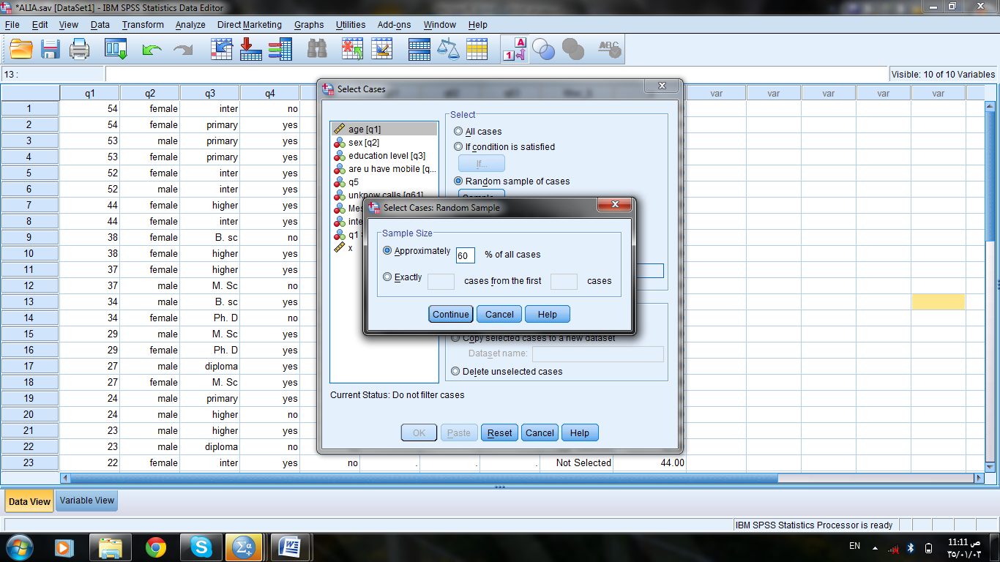 *ALIA.sav [DataSet1] - IBM SPSS Statistics Data Editor
File Edit View Data Transform Analyze Direct Marketing Graphs Utilities Add-ons Window Help
13 :
Visible: 10 of 10 Variables
q1 q2 q3 q4 var var var var var
1 54 female inter no
2 54 female primary yes
3 53 male primary yes
4 53 female primary yes
5 52 female inter yes
6 52 male inter yes
7 44 female higher yes
8 44 female inter yes
9 38 female B. sc no
10 38 female higher yes
11 37 female higher yes
12 37 male M. Sc no
13 34 male B. sc yes
14 34 female Ph. D no
15 29 male M. Sc yes
16 29 female Ph. D yes
17 27 male diploma yes
18 27 female M. Sc yes
19 24 male primary yes
20 24 male higher no
21 23 male higher yes
22 23 male diploma no
23 22 female inter yes no . . . Not Selected 44.00
Select Cases
age [q1]
sex [q2]
education level [q3]
are u have mobile [q...
q5
unknow calls [q61]
Mes
inte
q1
x
Select
All cases
If condition is satisfied
If...
Random sample of cases
Sample...
Select Cases: Random Sample
Sample Size
Approximately 60 % of all cases
Exactly cases from the first cases
Continue Cancel Help
Copy selected cases to a new dataset
Dataset name:
Delete unselected cases
Current Status: Do not filter cases
OK Paste Reset Cancel Help
Data View Variable View
IBM SPSS Statistics Processor is ready
EN
11:11 ص
٣٥/٠١/٠٣